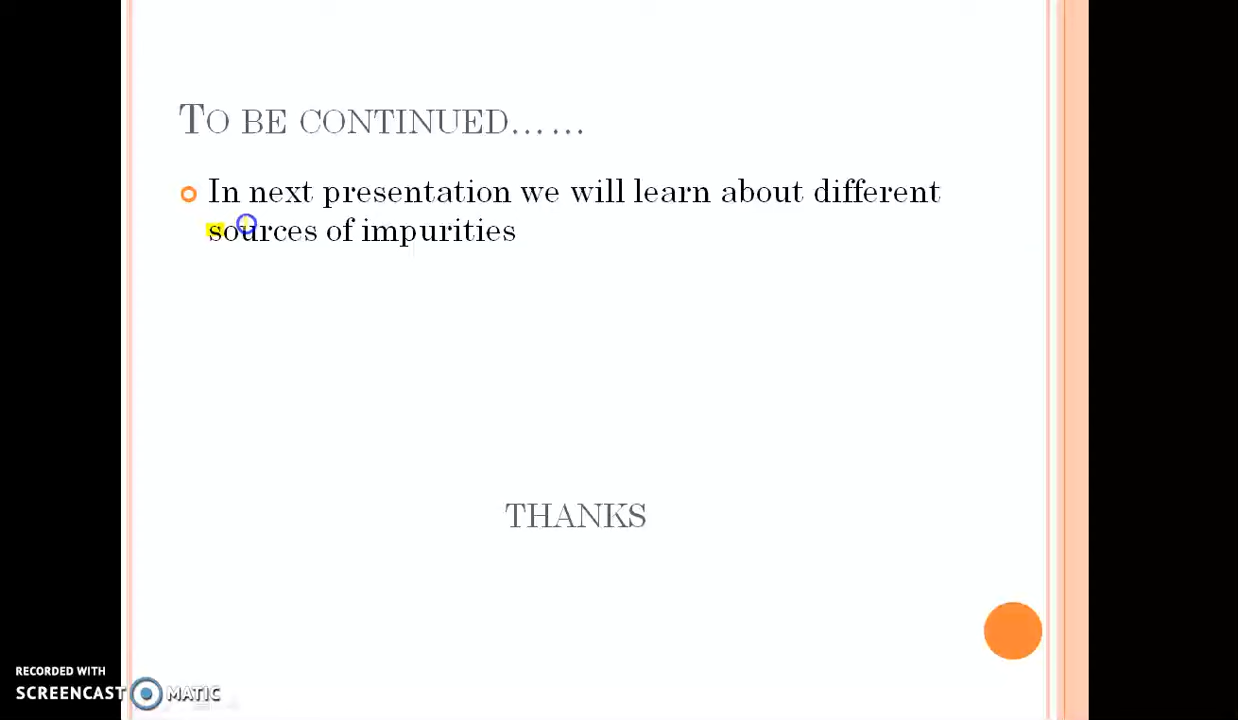 TO BE CONTINUED......
In next presentation we will learn about different
sources of impurities
THANKS
RECORDED WITH
SCREENCAST MATIC